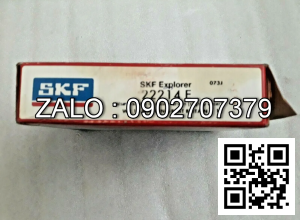 SKF Explorer
0731
SKF
22214 E
ZALO - 0902707379